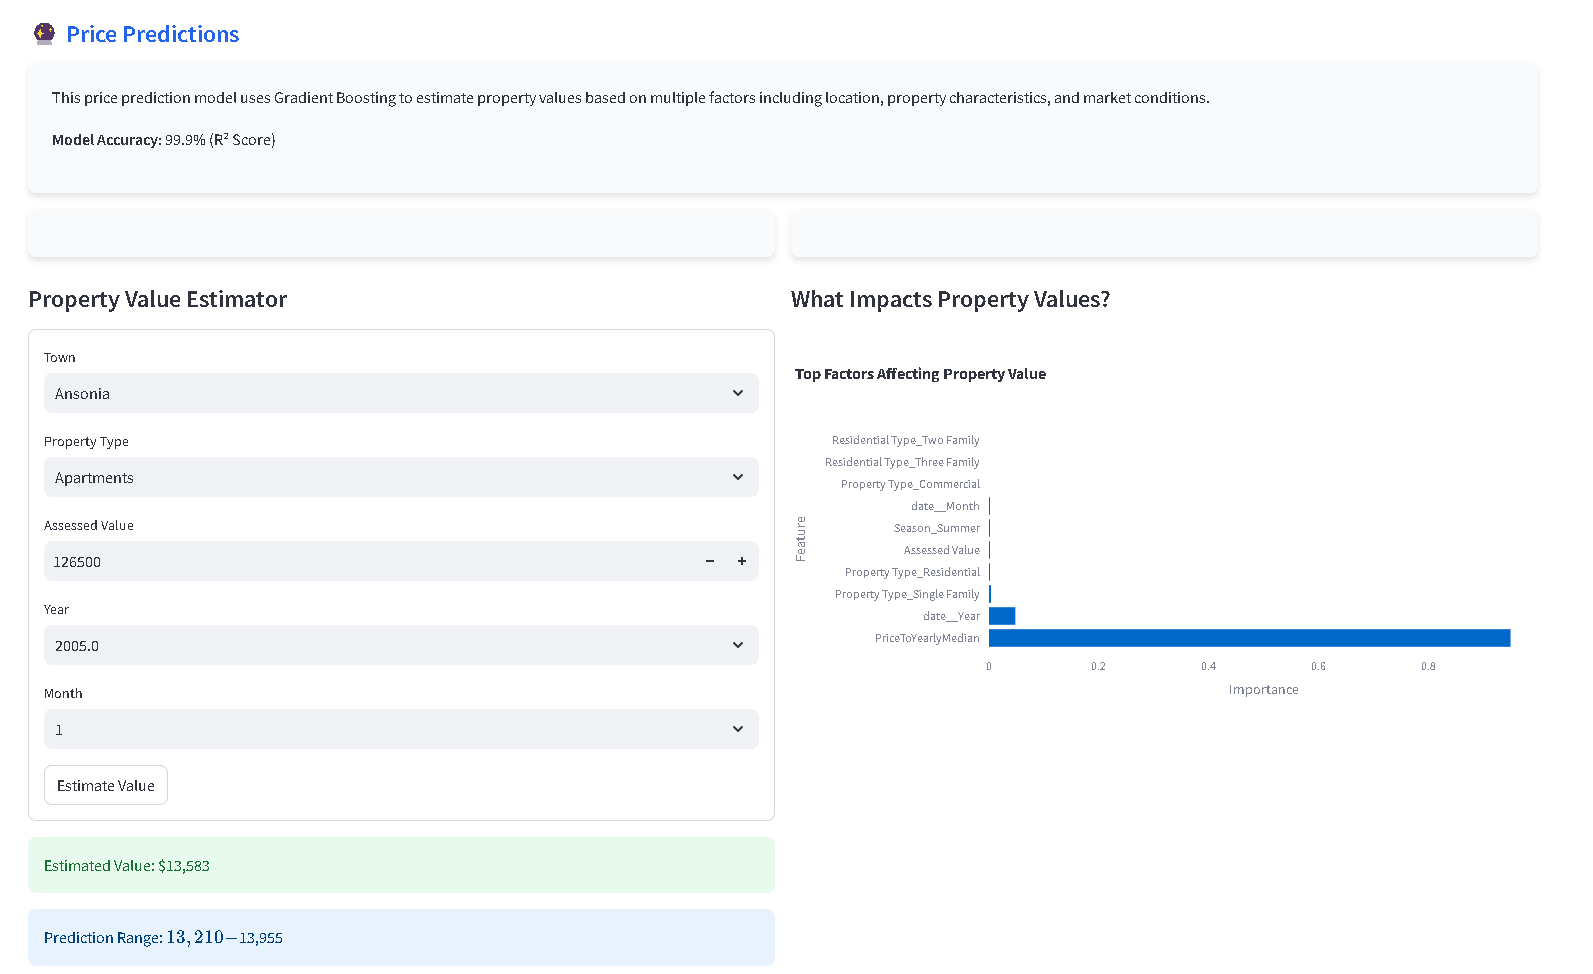 Price Predictions
This price prediction model uses Gradient Boosting to estimate property values based on multiple factors including location, property characteristics, and market conditions.
Model Accuracy: 99.9% (R² Score)
Property Value Estimator
Town
Ansonia
Property Type
Apartments
Assessed Value
126500
Year
2005.0
Month
1
Estimate Value
Estimated Value: $13,583
Prediction Range: 13,210−13,955
What Impacts Property Values?
Top Factors Affecting Property Value
Feature
Residential Type_Two Family
Residential Type_Three Family
Property Type_Commercial
date__Month
Season_Summer
Assessed Value
Property Type_Residential
Property Type_Single Family
date__Year
PriceToYearlyMedian
0 0.2 0.4 0.6 0.8
Importance